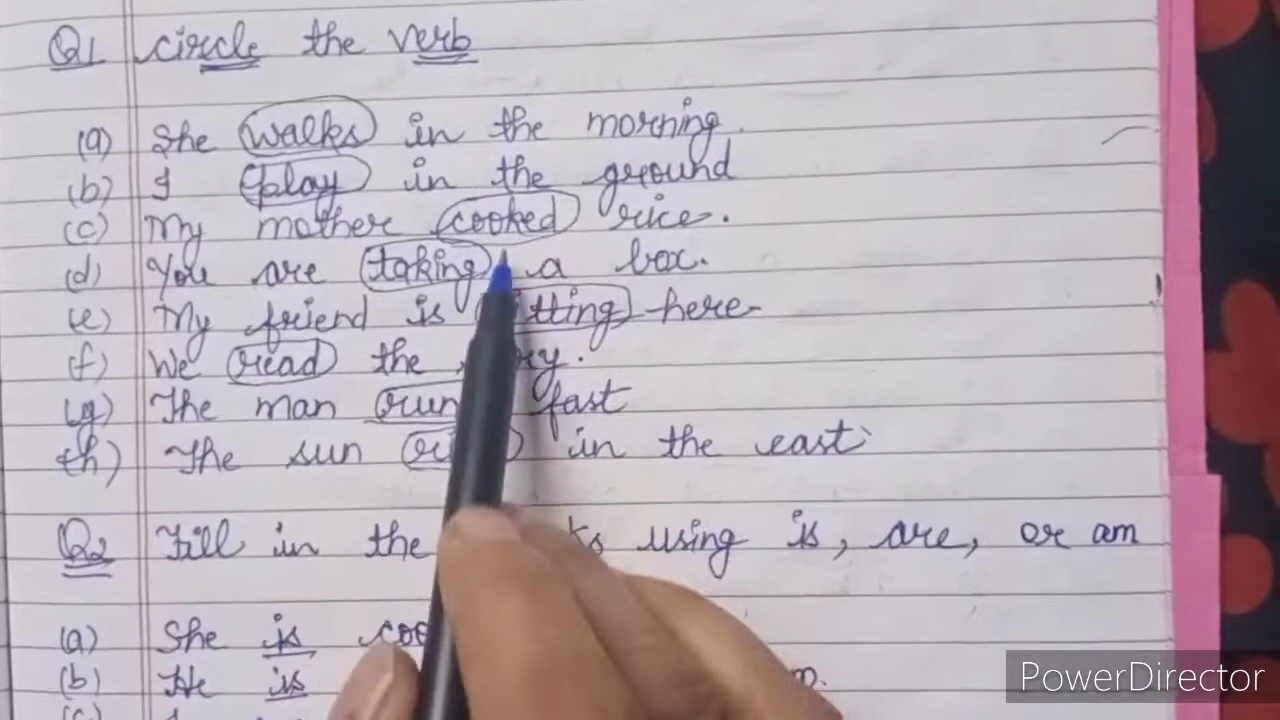 Q1 circle the verb
(a) She walks in the morning.
(b) I play in the ground
(c) My mother cooked rice.
(d) You are taking a box.
(e) My friend is sitting here
(f) We read the
(g) The man run fast
(h) The sun in the east
Q2 Fill in the using is, are, or am
(a) She is
(b) He is
(c)
PowerDirector